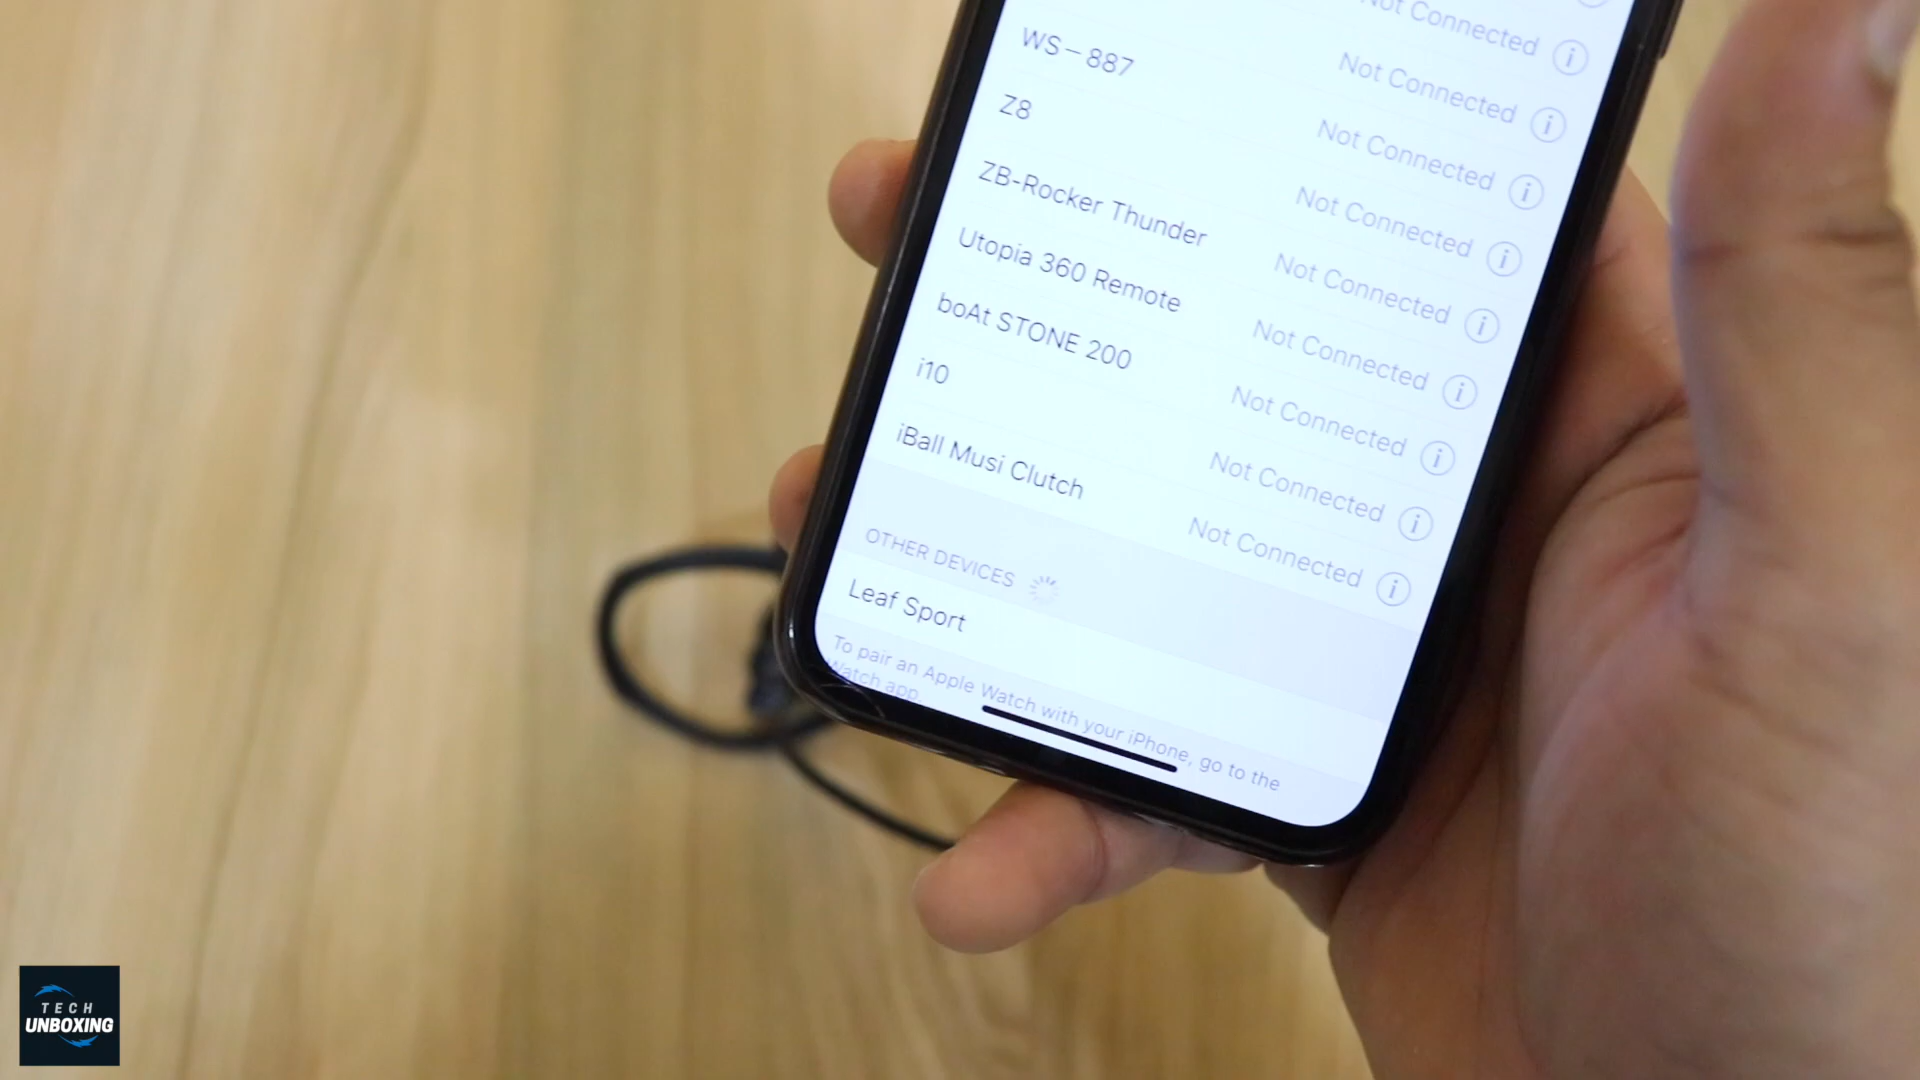 Not Connected
WS-887
Not Connected
Z8
Not Connected
ZB-Rocker Thunder
Not Connected
Utopia 360 Remote
Not Connected
boAt STONE 200
Not Connected
i10
Not Connected
iBall Musi Clutch
Not Connected
Not Connected
OTHER DEVICES
Leaf Sport
To pair an Apple Watch with your iPhone, go to the
Watch app
TECH
UNBOXING